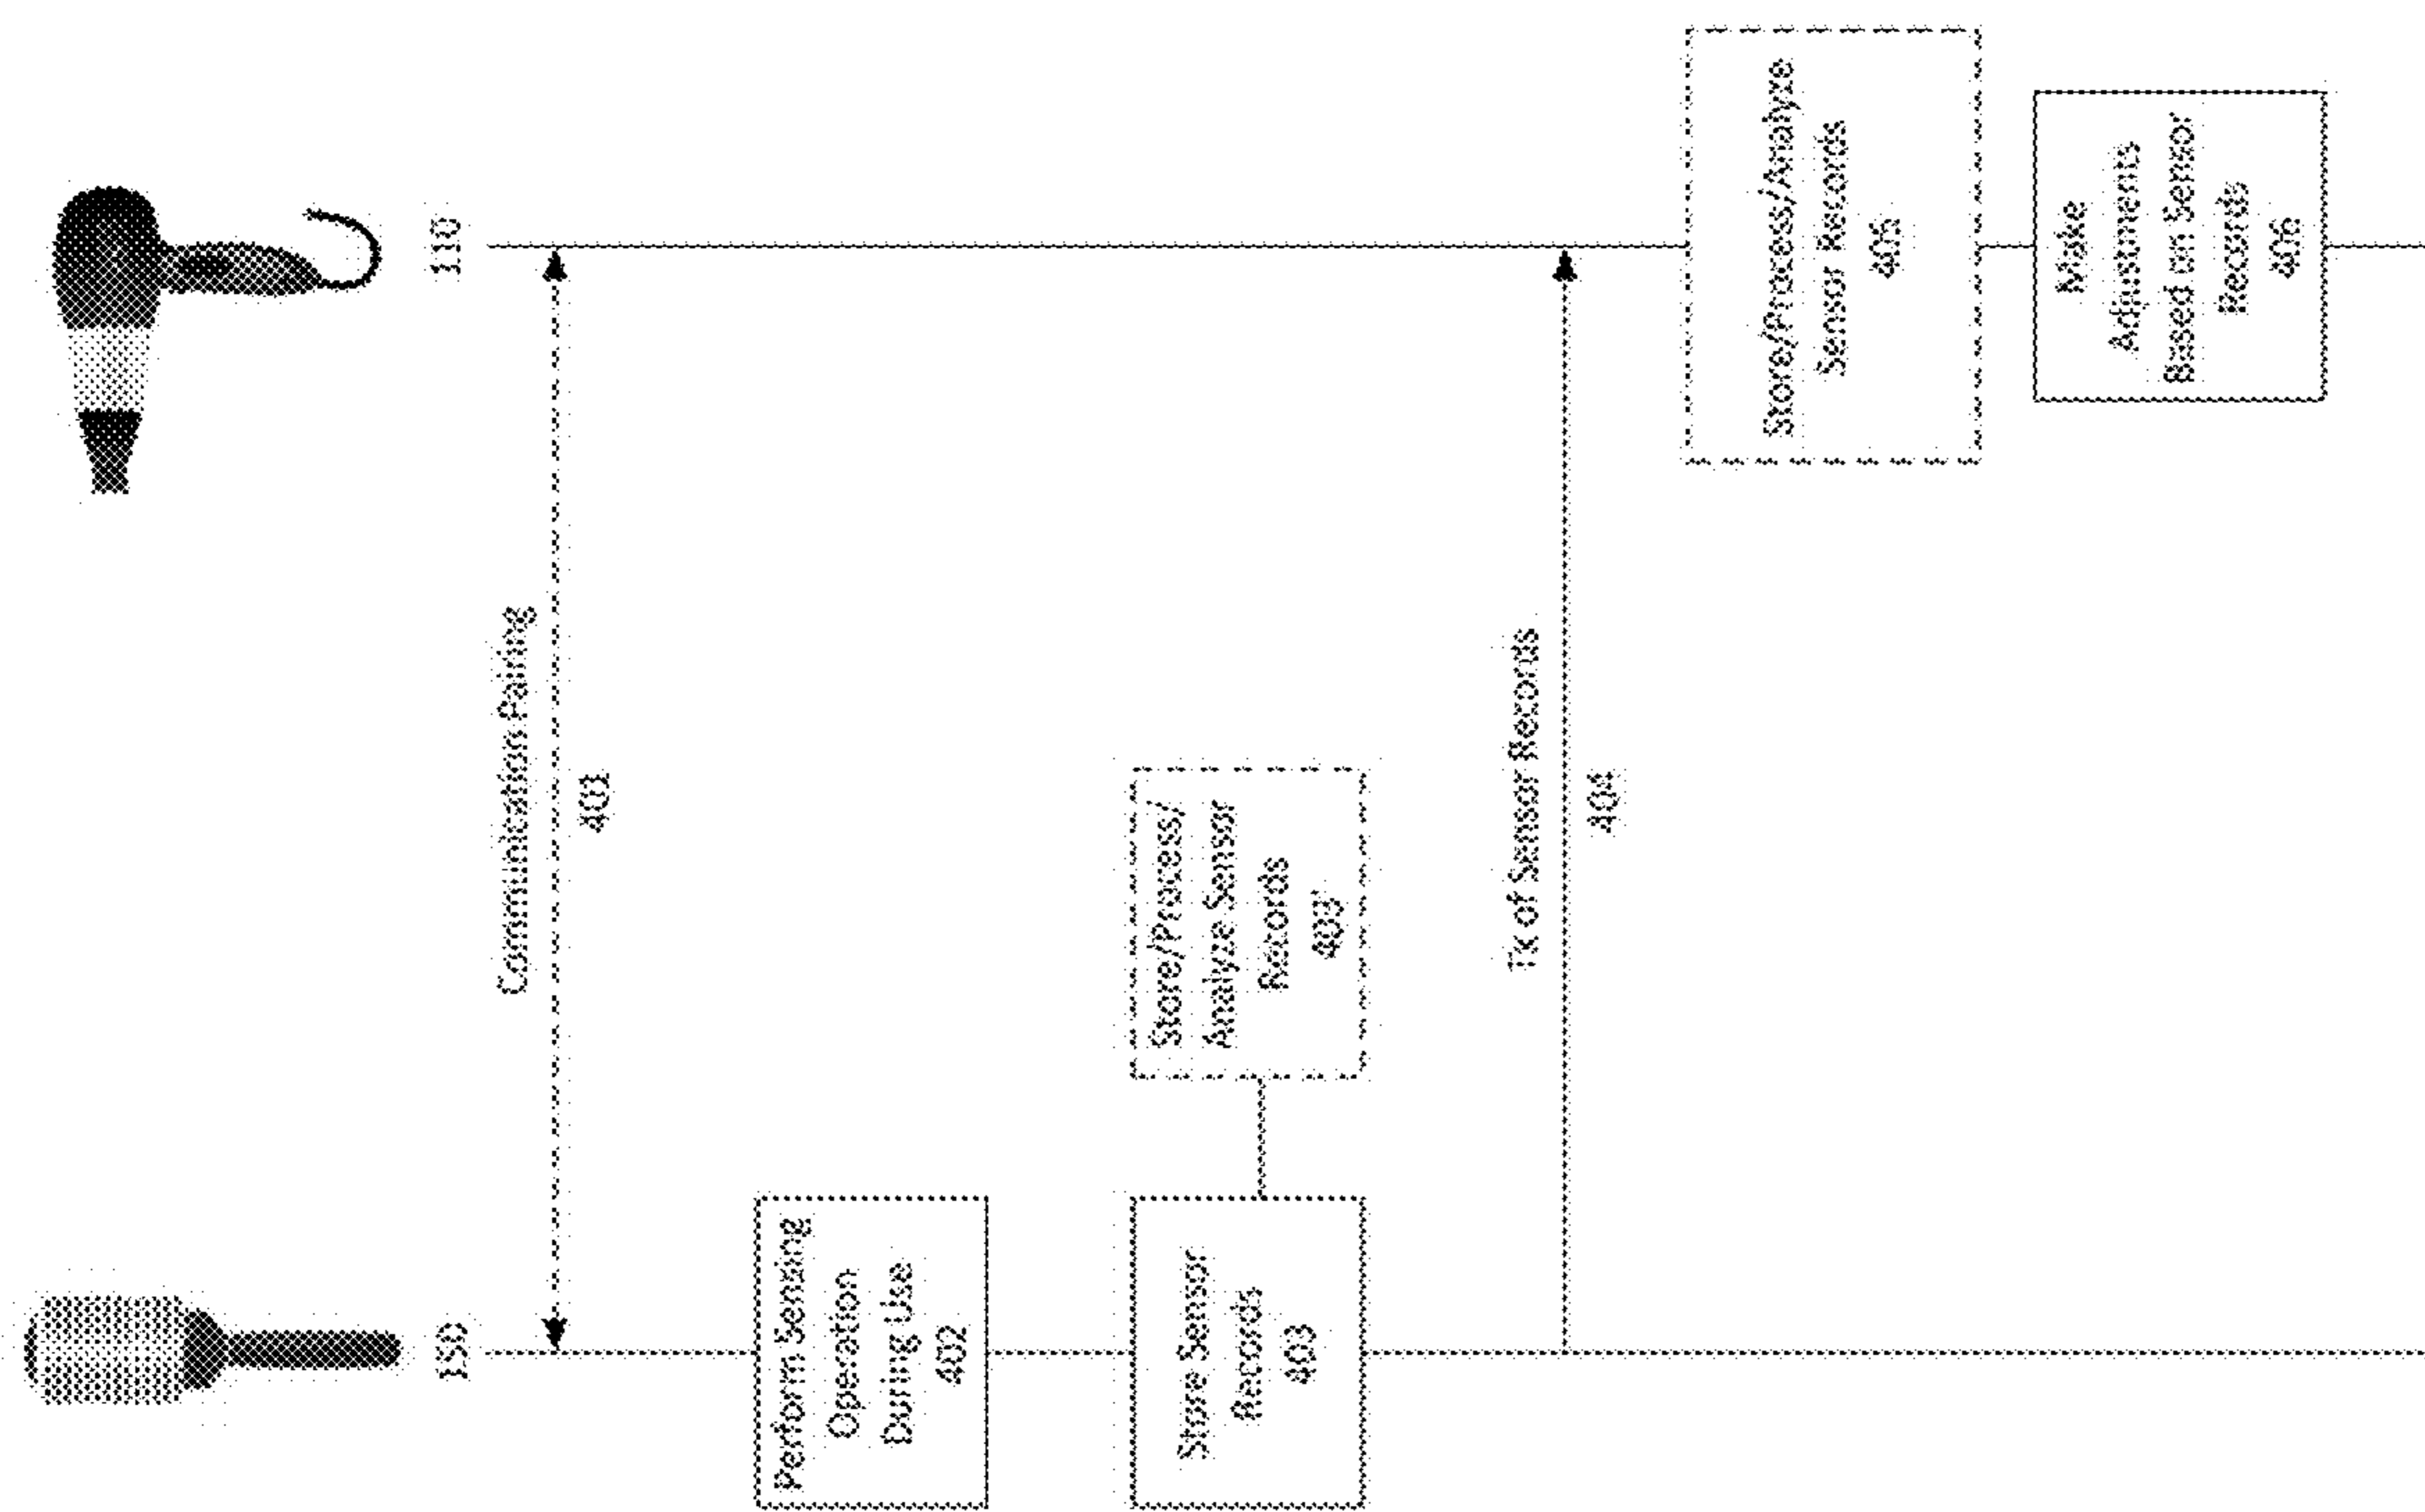 150
110
Communication Pairing
401
Perform Sensing
Operation
During Use
402
Store Sensor
Records
403
Store/Process/
Analyze Sensor
Records
403'
Tx of Sensor Records
404
Store/Process/Analyze
Sensor Records
405
Make
Adjustments
Based on Sensor
Records
406